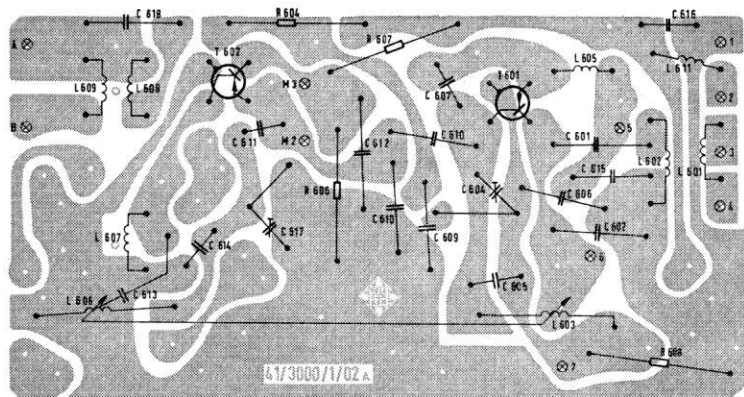 C 618
R 604
C 616
A
T 602
R 607
1
T 601
L 605
L 611
L 609
L 608
M 3
C 607
2
B
C 611
M 2
C 612
C 610
C 601
5
3
C 615
L 602
L 601
R 606
C 604
C 606
4
C 610
L 607
C 614
C 617
C 609
C 602
6
L 606
C 613
C 605
L 603
R 608
41/3000/1/02 A
7